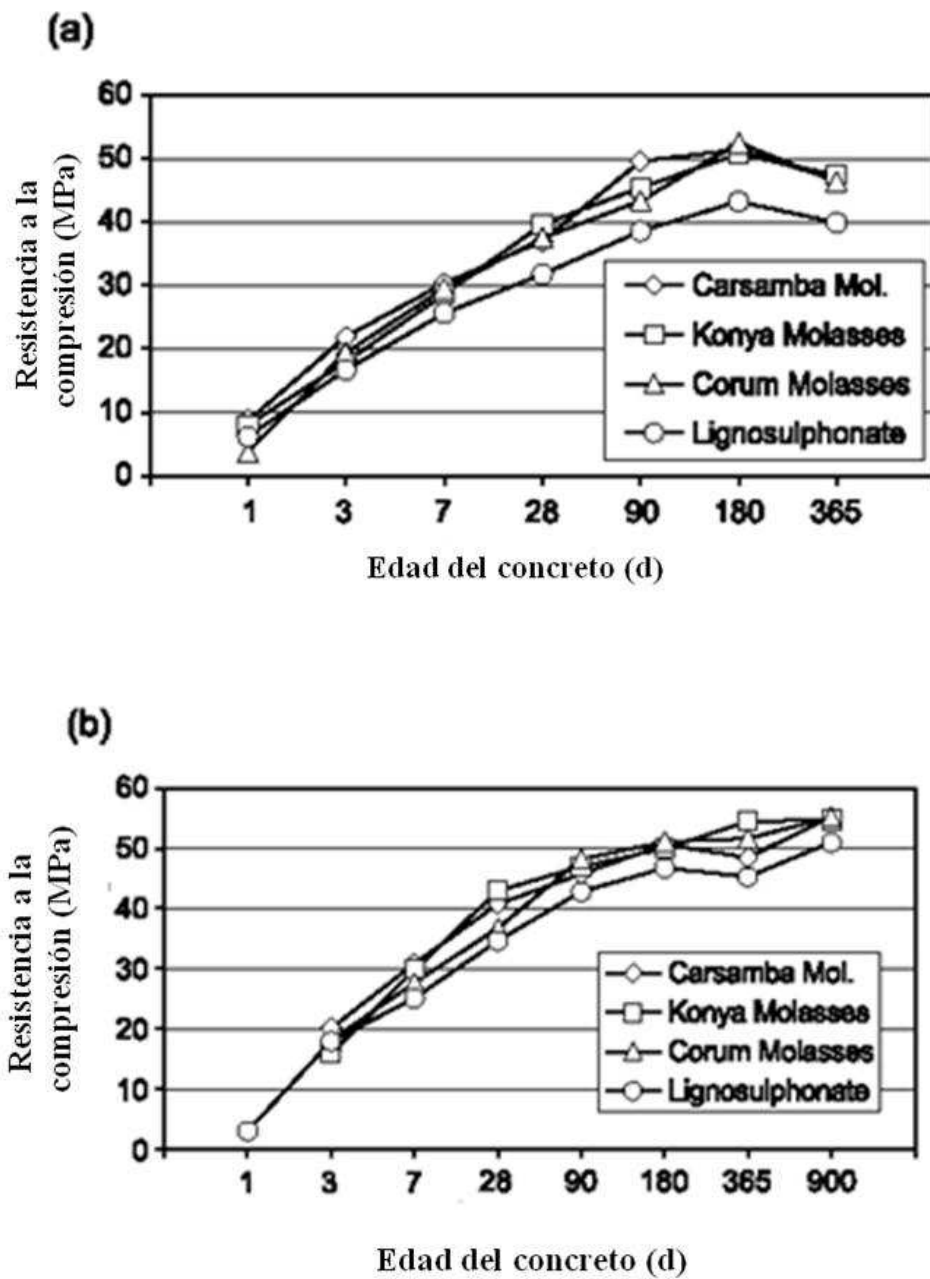 (a)
Resistencia a la
compresión (MPa)
60
50
40
30
20
10
0
1 3 7 28 90 180 365
Carsamba Mol.
Konya Molasses
Corum Molasses
Lignosulphonate
Edad del concreto (d)
(b)
Resistencia a la
compresión (MPa)
60
50
40
30
20
10
0
1 3 7 28 90 180 365 900
Carsamba Mol.
Konya Molasses
Corum Molasses
Lignosulphonate
Edad del concreto (d)